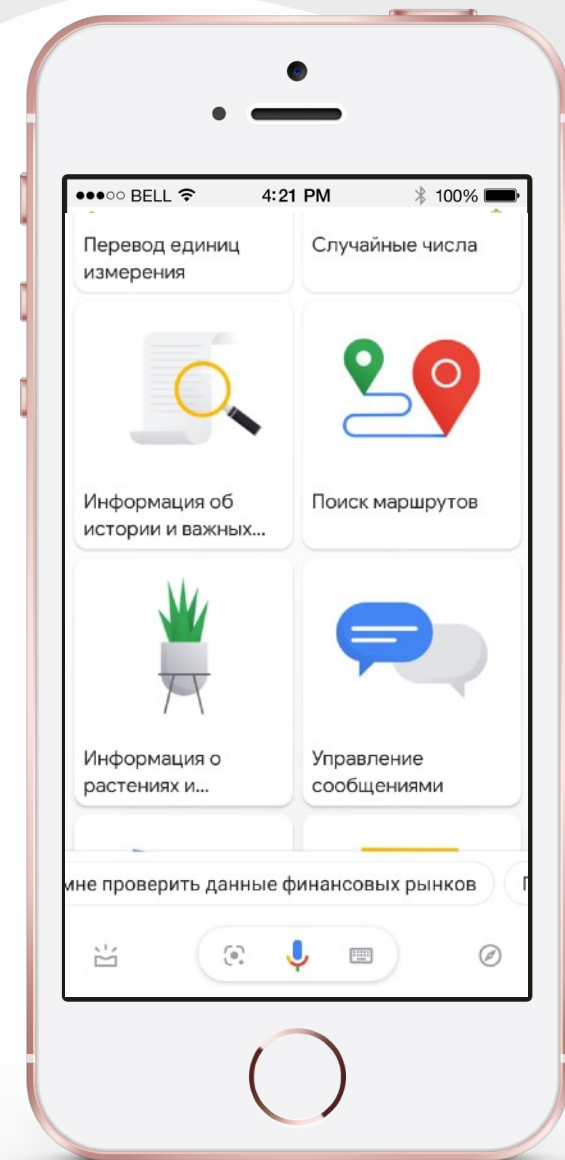 BELL 4:21 PM 100%
Перевод единиц
измерения
Случайные числа
Информация об
истории и важных...
Поиск маршрутов
Информация о
растениях и...
Управление
сообщениями
мне проверить данные финансовых рынков